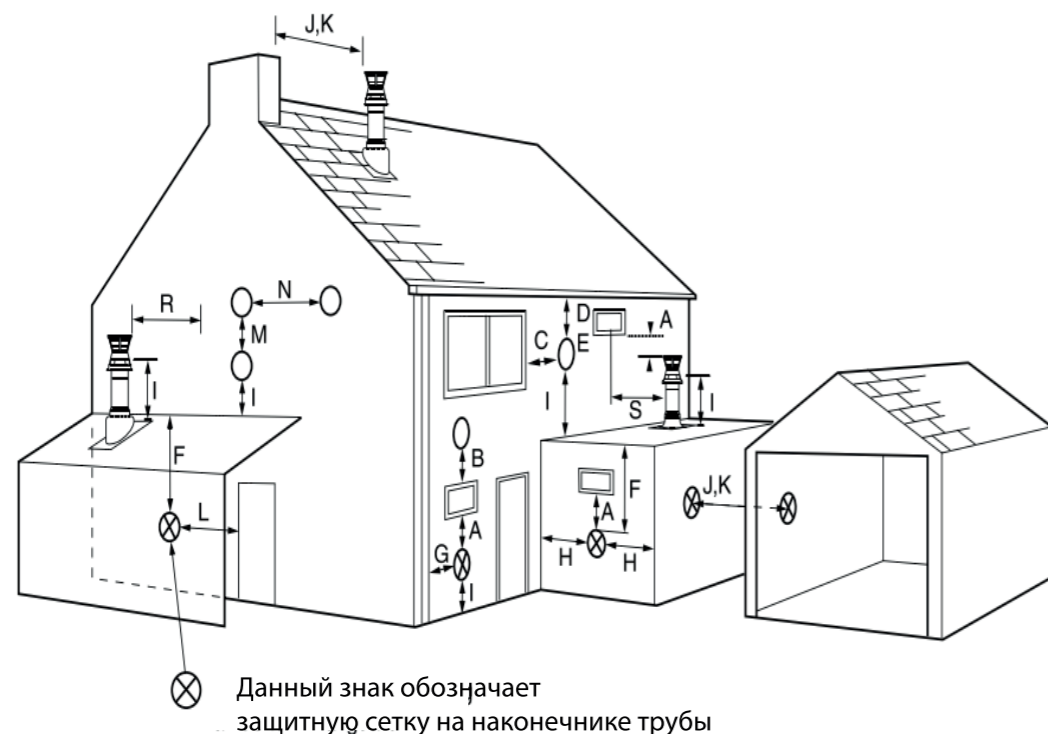 J,K
N
R
M
D
A
C
E
I
I
I
S
I
F
B
F
L
A
A
J,K
G
H
H
I
Данный знак обозначает
защитную сетку на наконечнике трубы